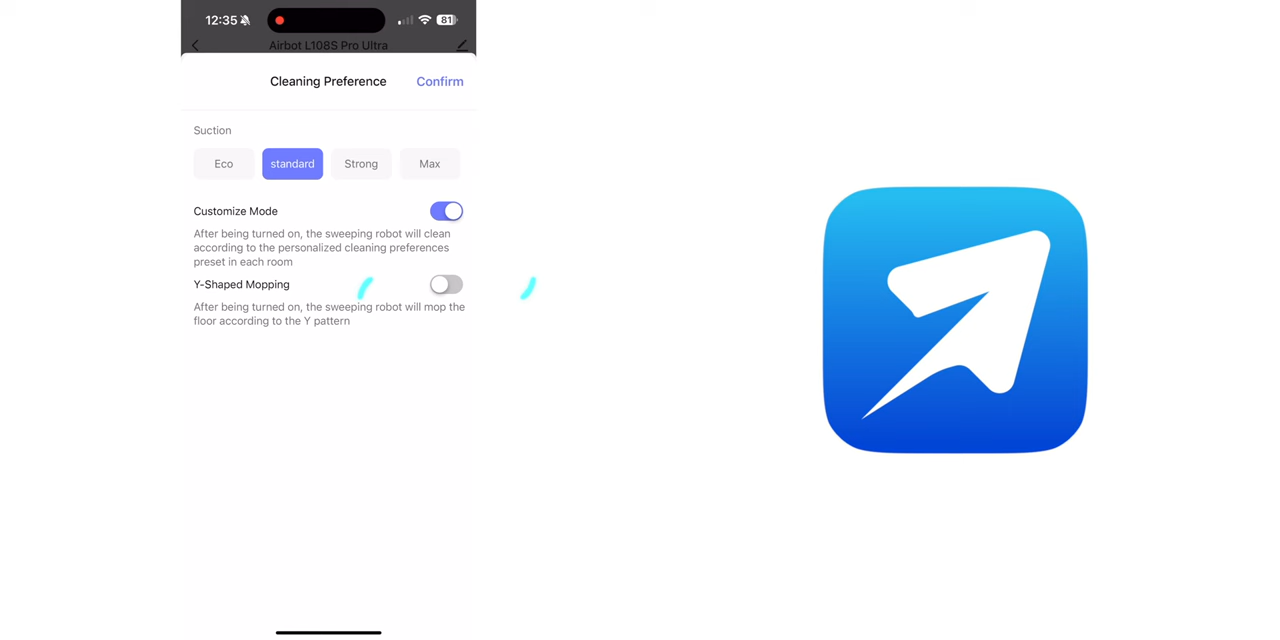 12:35
81
Airbot L108S Pro Ultra
Cleaning Preference
Confirm
Suction
Eco
standard
Strong
Max
Customize Mode
After being turned on, the sweeping robot will clean
according to the personalized cleaning preferences
preset in each room
Y-Shaped Mopping
After being turned on, the sweeping robot will mop the
floor according to the Y pattern